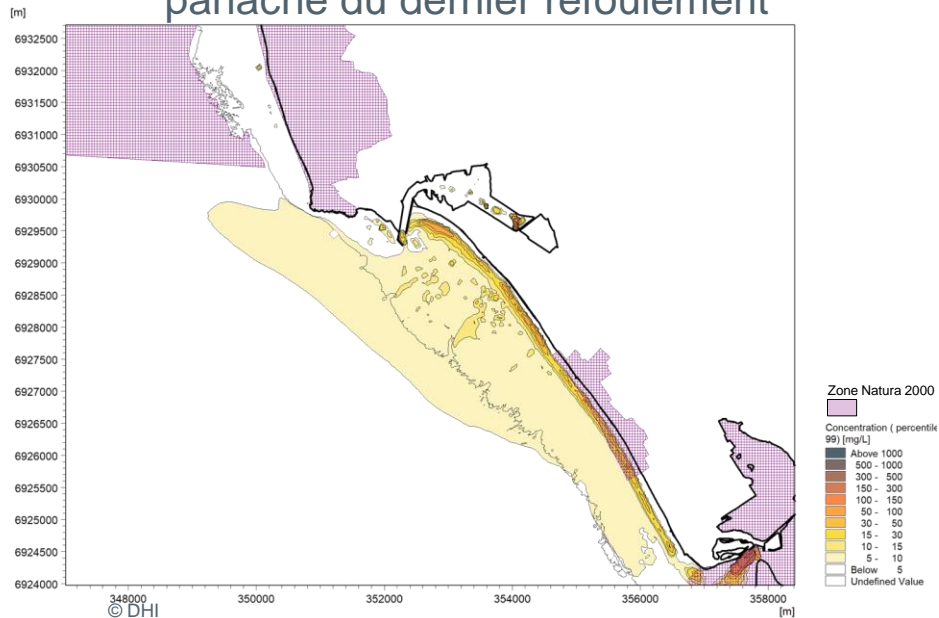 panache du dernier refoulement
[m]
6932500
6932000
6931500
6931000
6930500
6930000
6929500
6929000
6928500
6928000
6927500
6927000
6926500
6926000
6925500
6925000
6924500
6924000
348000 350000 352000 354000 356000 358000
[m]
© DHI
Zone Natura 2000
Concentration ( percentile
99) [mg/L]
Above 1000
500 - 1000
300 - 500
150 - 300
100 - 150
50 - 100
30 - 50
15 - 30
10 - 15
5 - 10
Below 5
Undefined Value